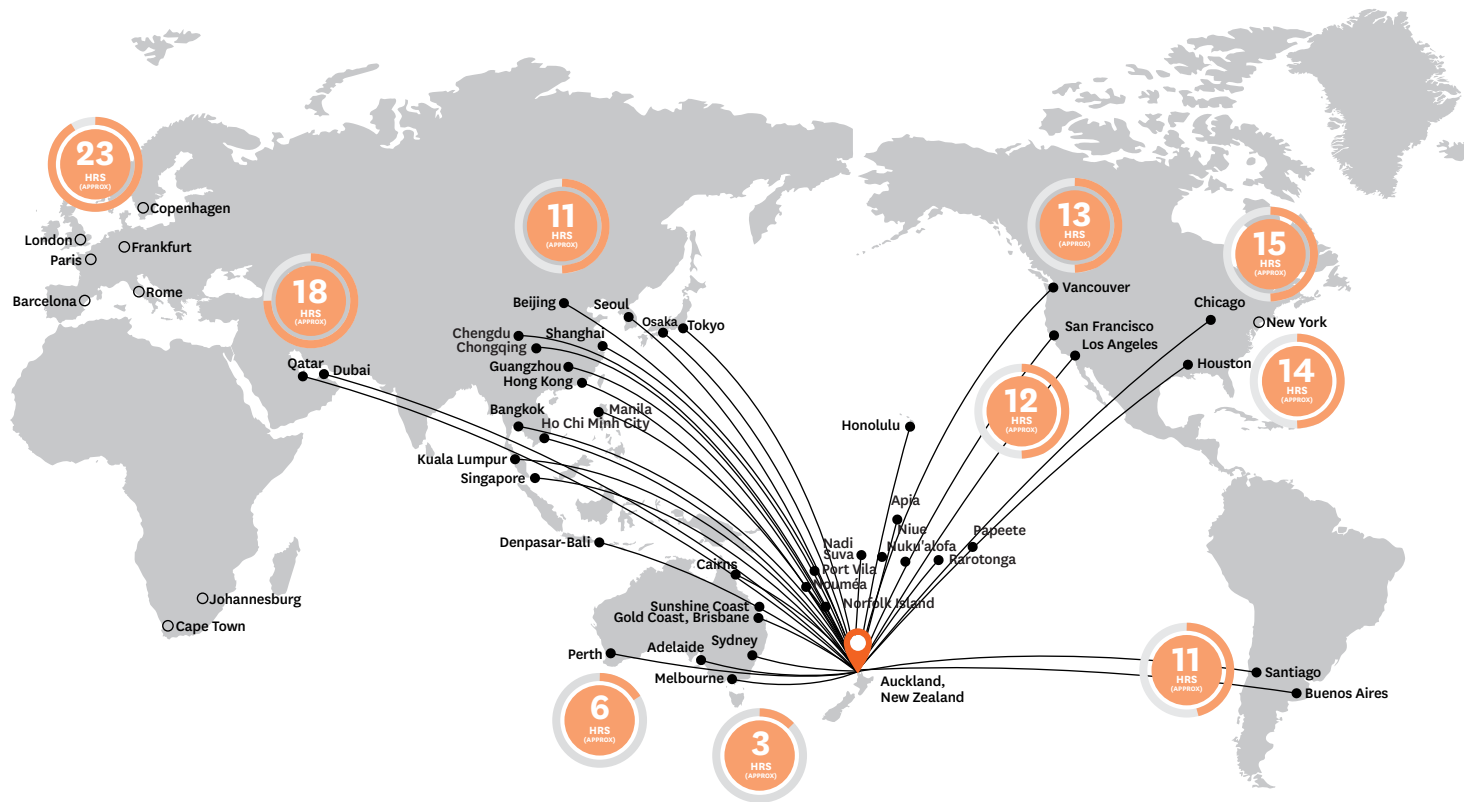 23
HRS
(APPROX)
Copenhagen
London
Frankfurt
Paris
Rome
Barcelona
18
HRS
(APPROX)
Qatar
Dubai
11
HRS
(APPROX)
Beijing
Seoul
Osaka
Tokyo
Chengdu
Shanghai
Chongqing
Guangzhou
Hong Kong
Bangkok
Manila
Ho Chi Minh City
Kuala Lumpur
Singapore
Denpasar-Bali
13
HRS
(APPROX)
Vancouver
15
HRS
(APPROX)
Chicago
San Francisco
Los Angeles
New York
Houston
14
HRS
(APPROX)
12
HRS
(APPROX)
Honolulu
Apia
Niue
Papeete
Nadi
Suva
Nuku'alofa
Rarotonga
Port Vila
Nouméa
Norfolk Island
Cairns
Sunshine Coast
Gold Coast, Brisbane
Sydney
Adelaide
Perth
Melbourne
Johannesburg
Cape Town
Auckland,
New Zealand
11
HRS
(APPROX)
Santiago
Buenos Aires
6
HRS
(APPROX)
3
HRS
(APPROX)